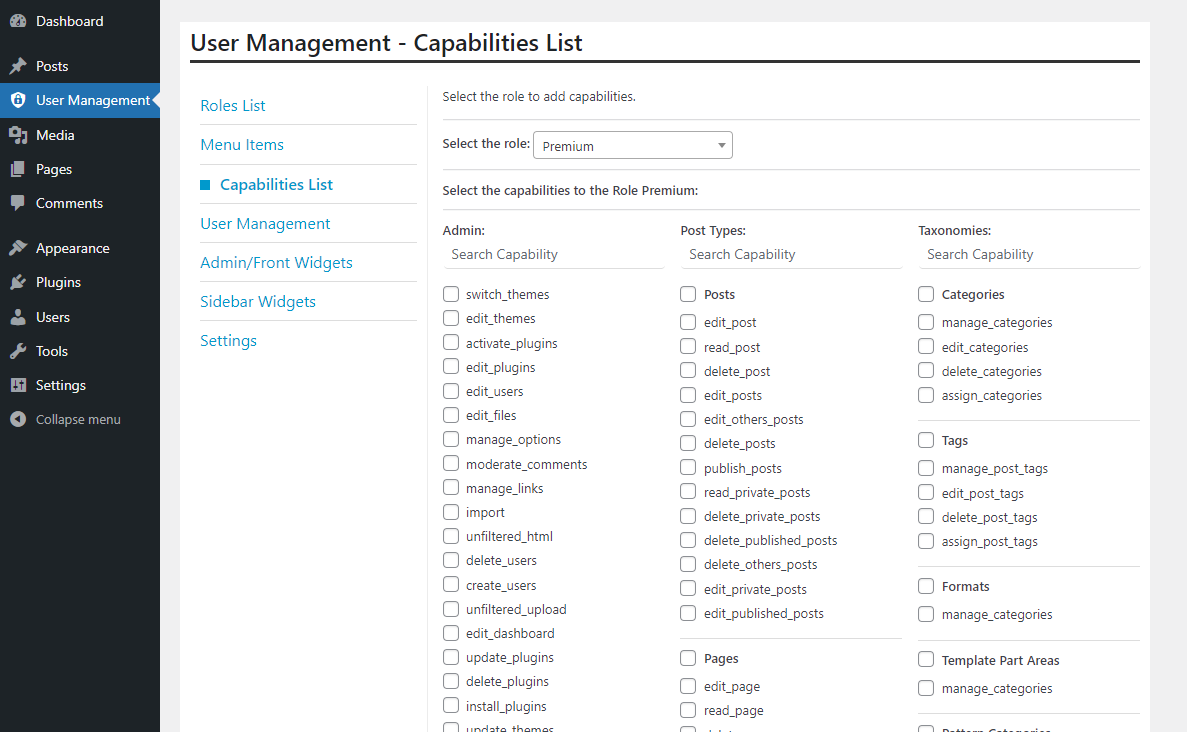 Dashboard
Posts
User Management
Media
Pages
Comments
Appearance
Plugins
Users
Tools
Settings
Collapse menu
User Management - Capabilities List
Roles List
Menu Items
Capabilities List
User Management
Admin/Front Widgets
Sidebar Widgets
Settings
Select the role to add capabilities.
Select the role: Premium
Select the capabilities to the Role Premium:
Admin:
Search Capability
switch_themes
edit_themes
activate_plugins
edit_plugins
edit_users
edit_files
manage_options
moderate_comments
manage_links
import
unfiltered_html
delete_users
create_users
unfiltered_upload
edit_dashboard
update_plugins
delete_plugins
install_plugins
update_themes
Post Types:
Search Capability
Posts
edit_post
read_post
delete_post
edit_posts
edit_others_posts
delete_posts
publish_posts
read_private_posts
delete_private_posts
delete_published_posts
delete_others_posts
edit_private_posts
edit_published_posts
Pages
edit_page
read_page
Taxonomies:
Search Capability
Categories
manage_categories
edit_categories
delete_categories
assign_categories
Tags
manage_post_tags
edit_post_tags
delete_post_tags
assign_post_tags
Formats
manage_categories
Template Part Areas
manage_categories
Pattern Categories